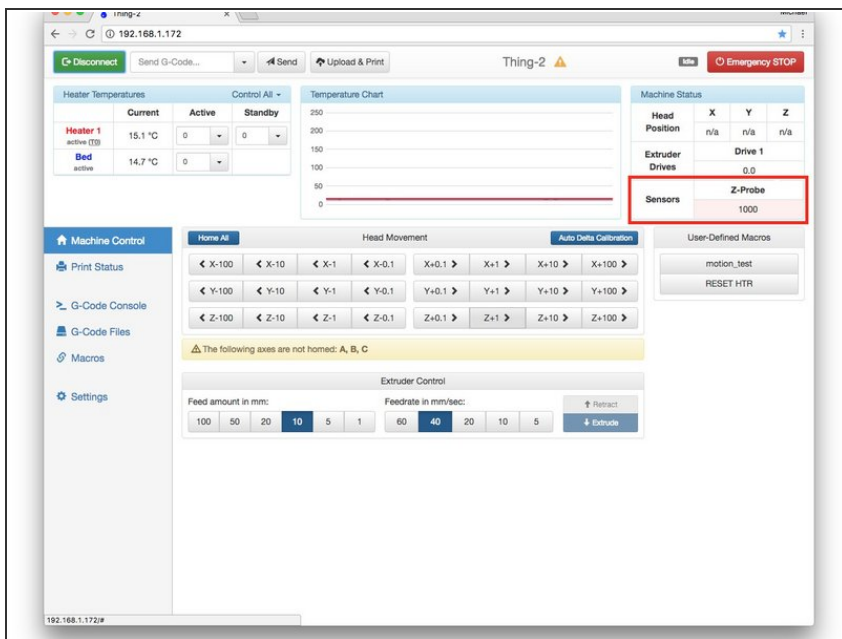 Thing-2
192.168.1.172
Disconnect Send G-Code... Send Upload & Print Thing-2 Idle Emergency STOP
Heater Temperatures Control All
Current Active Standby
Heater 1 15.1 °C 0 0
active (T0)
Bed 14.7 °C 0
active
Temperature Chart
250
200
150
100
50
0
Machine Status
Head Position X Y Z
n/a n/a n/a
Extruder Drives Drive 1
0.0
Sensors Z-Probe
1000
Machine Control
Print Status
G-Code Console
G-Code Files
Macros
Settings
Home All Head Movement Auto Delta Calibration
X-100 X-10 X-1 X-0.1 X+0.1 X+1 X+10 X+100
Y-100 Y-10 Y-1 Y-0.1 Y+0.1 Y+1 Y+10 Y+100
Z-100 Z-10 Z-1 Z-0.1 Z+0.1 Z+1 Z+10 Z+100
The following axes are not homed: A, B, C
User-Defined Macros
motion_test
RESET HTR
Extruder Control
Feed amount in mm: Feedrate in mm/sec:
100 50 20 10 5 1 60 40 20 10 5
Retract
Extrude
192.168.1.172/#